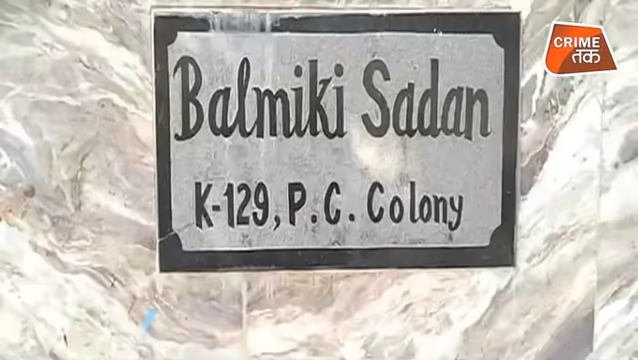 CRIME
तक
Balmiki Sadan
K-129, P.C. Colony